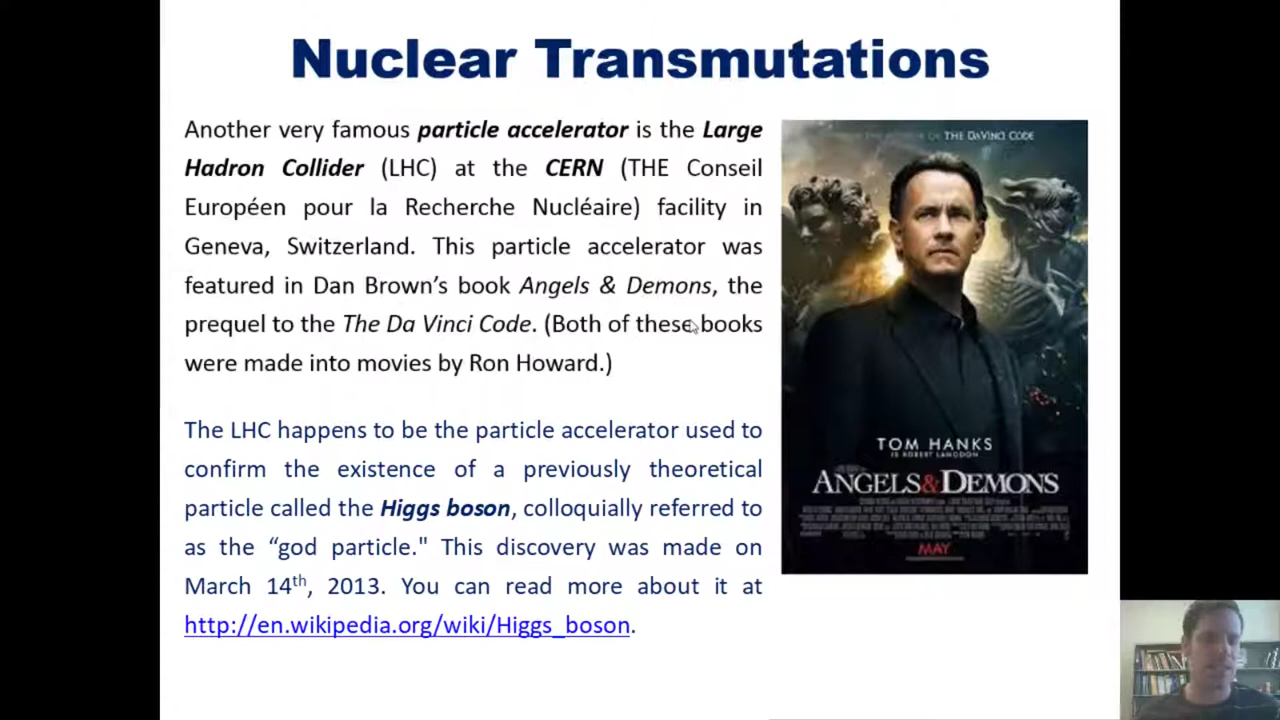 Nuclear Transmutations
Another very famous particle accelerator is the Large
Hadron Collider (LHC) at the CERN (THE Conseil
Européen pour la Recherche Nucléaire) facility in
Geneva, Switzerland. This particle accelerator was
featured in Dan Brown’s book Angels & Demons, the
prequel to the The Da Vinci Code. (Both of these books
were made into movies by Ron Howard.)
The LHC happens to be the particle accelerator used to
confirm the existence of a previously theoretical
particle called the Higgs boson, colloquially referred to
as the “god particle." This discovery was made on
March 14th, 2013. You can read more about it at
http://en.wikipedia.org/wiki/Higgs_boson.
THE DAVINCI CODE
TOM HANKS
IS ROBERT LANGDON
ANGELS & DEMONS
MAY